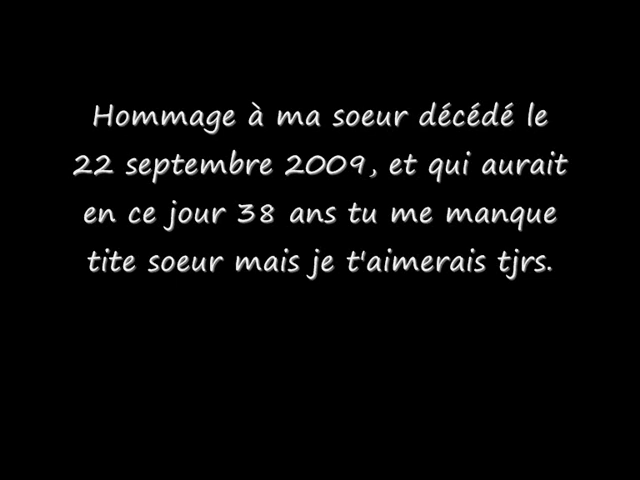 Hommage à ma soeur décédé le
22 septembre 2009, et qui aurait
en ce jour 38 ans tu me manque
tite soeur mais je t'aimerais tjrs.